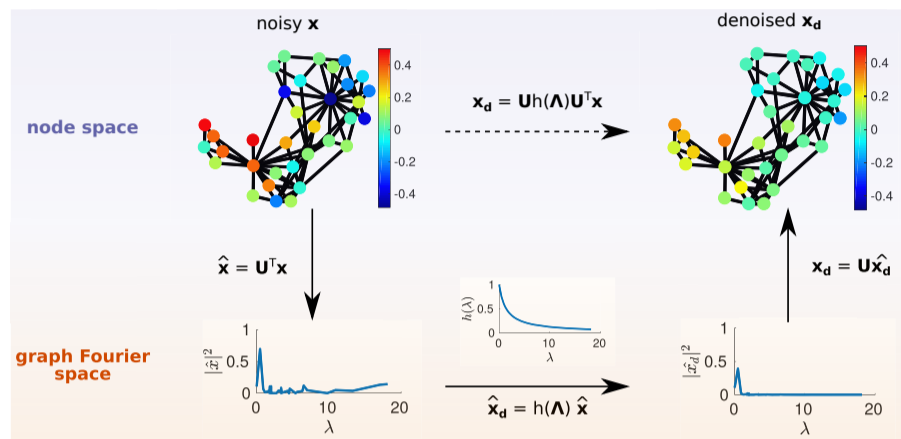 noisy x
denoised x_d
0.4
0.2
0
-0.2
-0.4
0.4
0.2
0
-0.2
-0.4
node space
x_d = Uh(Λ)Uᵀx
x̂ = Uᵀx
x_d = Ux̂_d
graph Fourier
space
|x̂|²
1
0.5
0
0
10
20
λ
h(λ)
1
0.5
0
0
10
20
λ
x̂_d = h(Λ) x̂
|x̂_d|²
1
0.5
0
0
10
20
λ